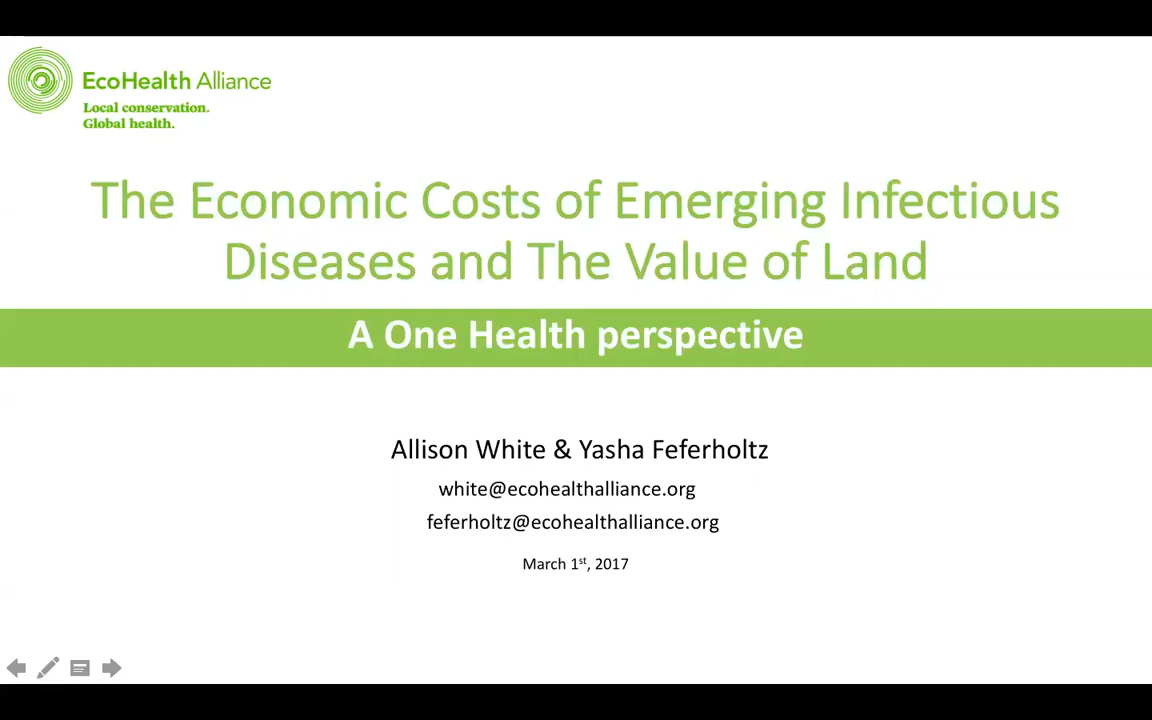 EcoHealth Alliance
Local conservation.
Global health.
The Economic Costs of Emerging Infectious
Diseases and The Value of Land
A One Health perspective
Allison White & Yasha Feferholtz
white@ecohealthalliance.org
feferholtz@ecohealthalliance.org
March 1st, 2017